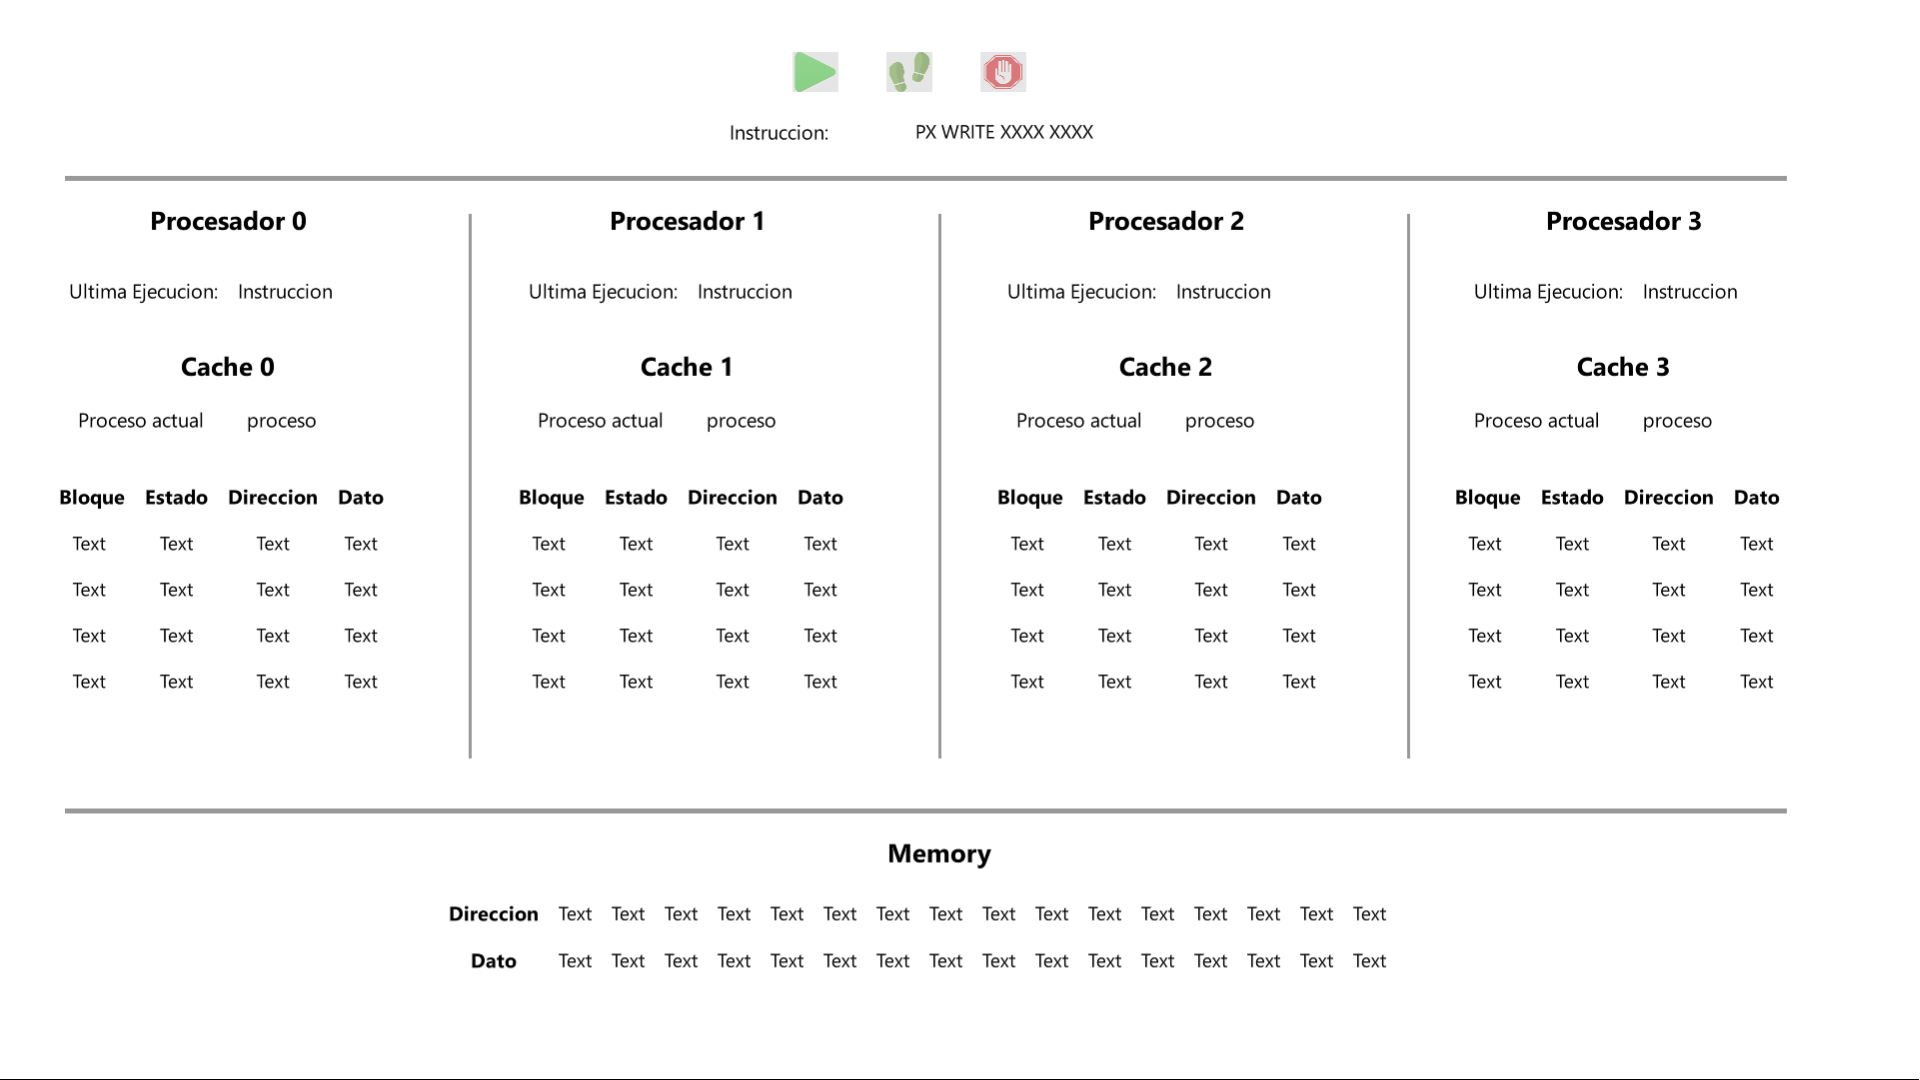 Instruccion: PX WRITE XXXX XXXX
Procesador 0 Procesador 1 Procesador 2 Procesador 3
Ultima Ejecucion: Instruccion Ultima Ejecucion: Instruccion Ultima Ejecucion: Instruccion Ultima Ejecucion: Instruccion
Cache 0 Cache 1 Cache 2 Cache 3
Proceso actual proceso Proceso actual proceso Proceso actual proceso Proceso actual proceso
Bloque Estado Direccion Dato Bloque Estado Direccion Dato Bloque Estado Direccion Dato Bloque Estado Direccion Dato
Text Text Text Text Text Text Text Text Text Text Text Text Text Text Text Text
Text Text Text Text Text Text Text Text Text Text Text Text Text Text Text Text
Text Text Text Text Text Text Text Text Text Text Text Text Text Text Text Text
Text Text Text Text Text Text Text Text Text Text Text Text Text Text Text Text
Memory
Direccion Text Text Text Text Text Text Text Text Text Text Text Text Text Text Text Text
Dato Text Text Text Text Text Text Text Text Text Text Text Text Text Text Text Text